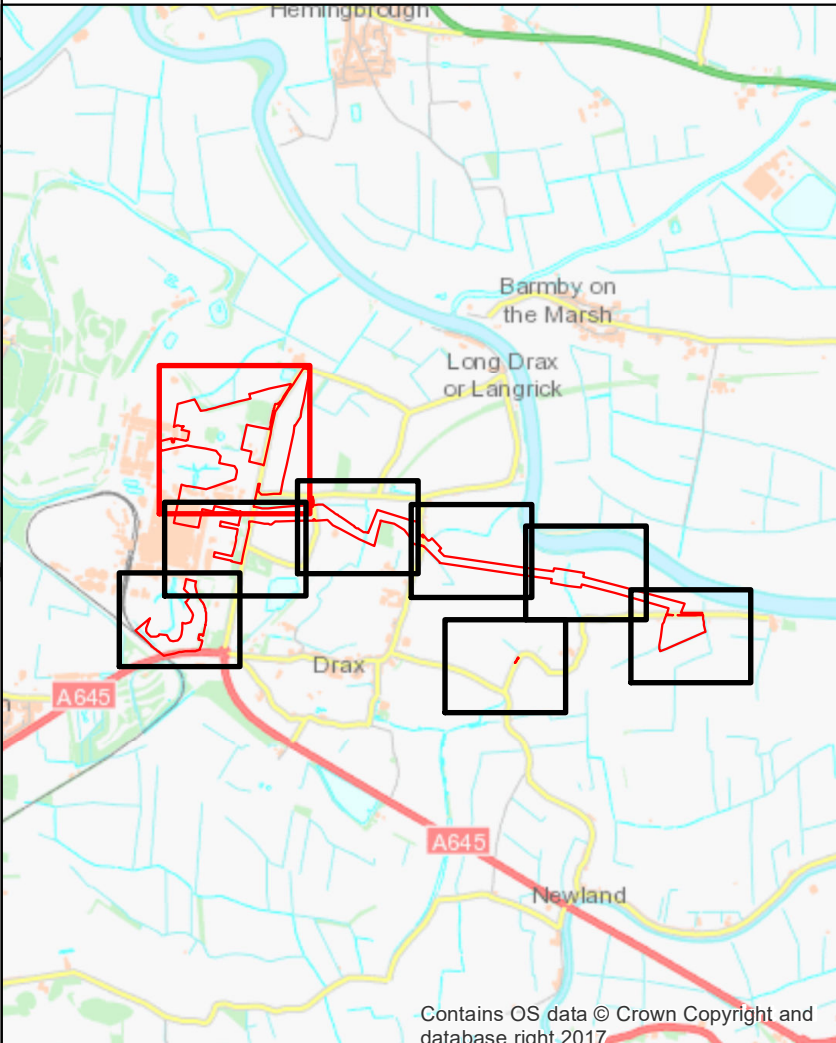 Hemingbrough
Barmby on
the Marsh
Long Drax
or Langrick
Drax
A645
A645
Newland
Contains OS data © Crown Copyright and
database right 2017